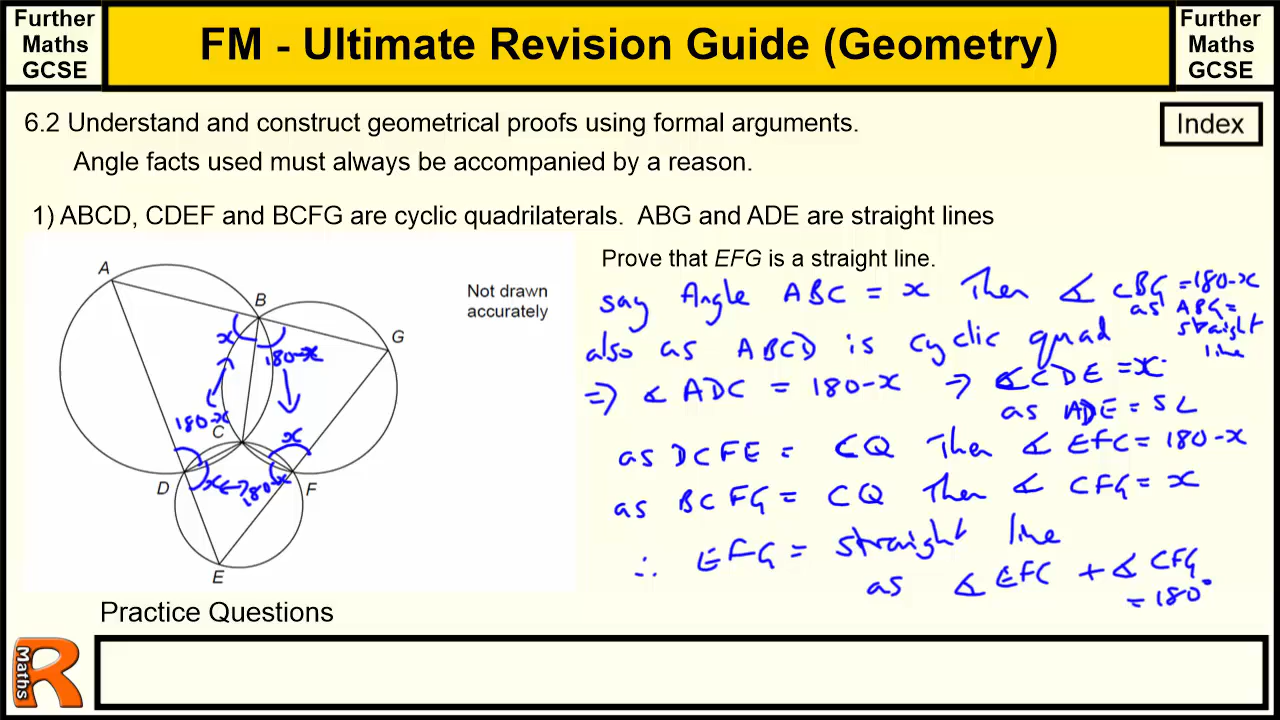 Further
Maths
GCSE
FM - Ultimate Revision Guide (Geometry)
Further
Maths
GCSE
6.2 Understand and construct geometrical proofs using formal arguments.
Angle facts used must always be accompanied by a reason.
Index
1) ABCD, CDEF and BCFG are cyclic quadrilaterals. ABG and ADE are straight lines
Prove that EFG is a straight line.
A
B
G
Not drawn
accurately
x
180-x
180-x
C
x
D
x
180-x
F
E
say Angle ABC = x Then ∡ CBG =180-x
as ABG =
straight
line
also as ABCD is cyclic quad
⇒ ∡ ADC = 180-x ⇒ ∡CDE =x
as ADE = SL
as DCFE = CQ Then ∡ EFC = 180-x
as BCFG = CQ Then ∡ CFG = x
∴ EFG = straight line
as ∡ EFC + ∡ CFG
= 180°
Practice Questions
Maths
R